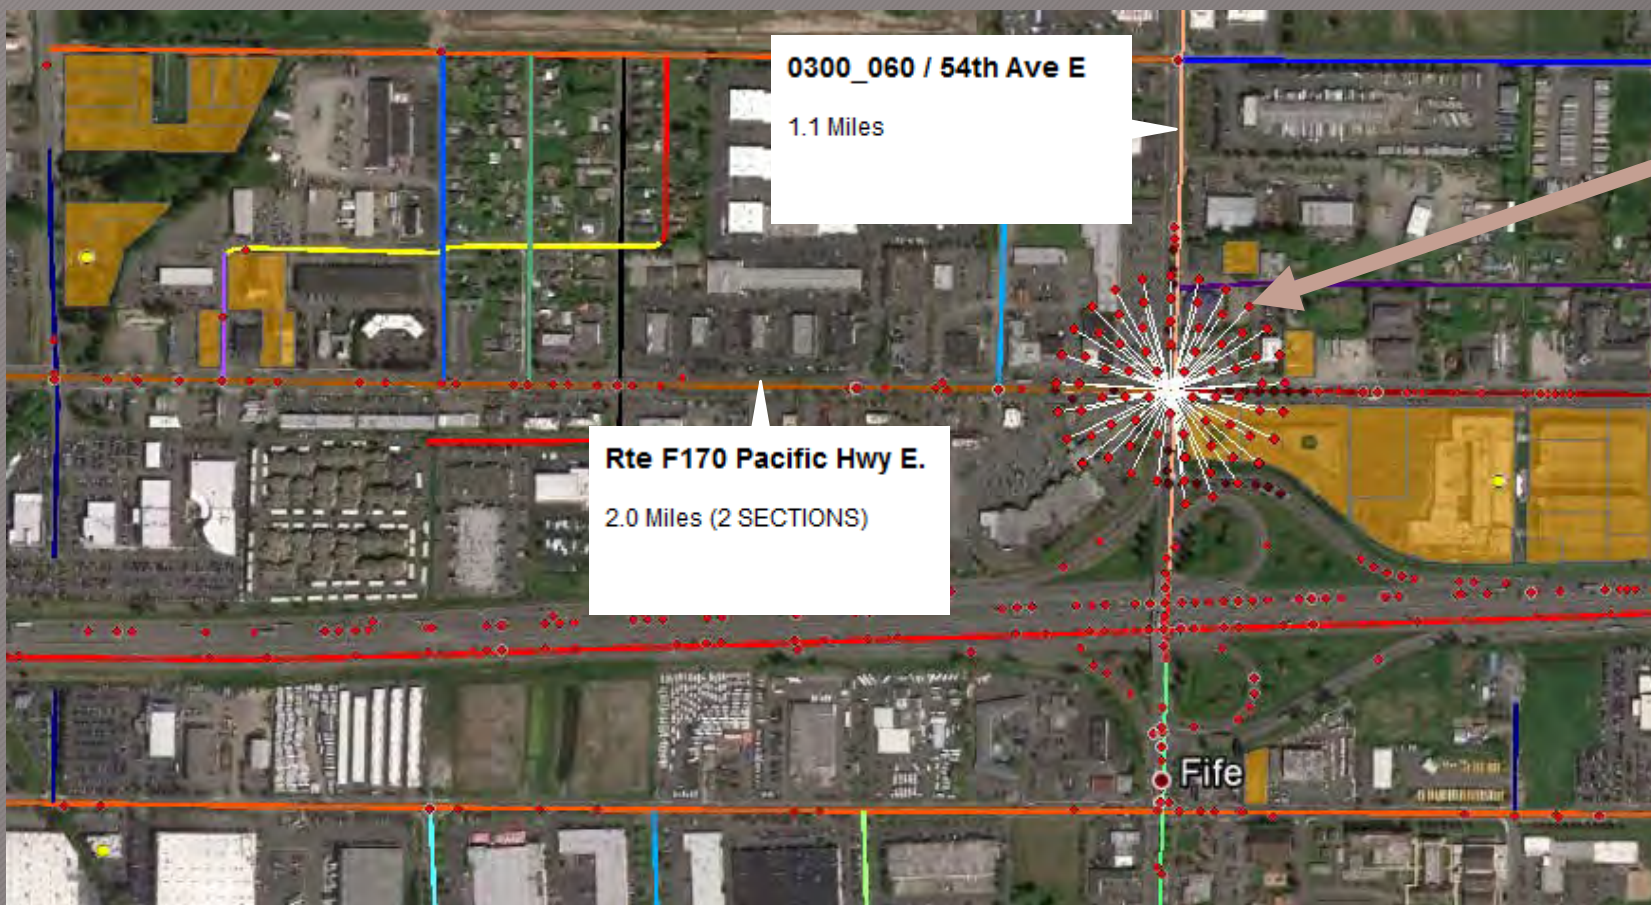 0300_060 / 54th Ave E
1.1 Miles
Rte F170 Pacific Hwy E.
2.0 Miles (2 SECTIONS)
Fife